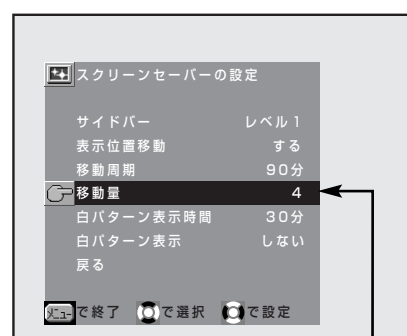 スクリーンセーバーの設定
サイドバー レベル1
表示位置移動 する
移動周期 90分
移動量 4
白パターン表示時間 30分
白パターン表示 しない
戻る
メニューで終了 で選択 で設定